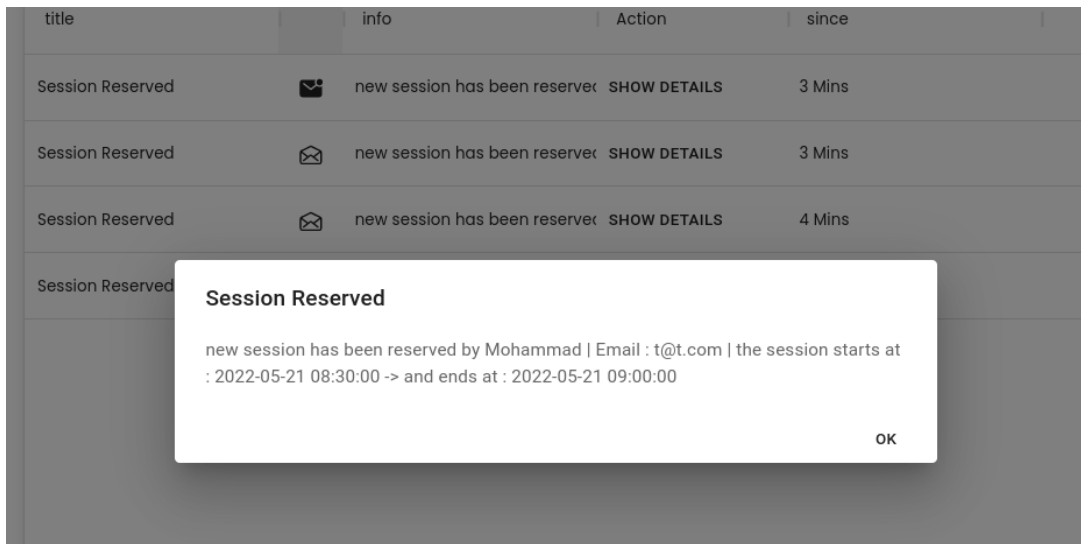 title info Action since
Session Reserved new session has been reserved SHOW DETAILS 3 Mins
Session Reserved new session has been reserved SHOW DETAILS 3 Mins
Session Reserved new session has been reserved SHOW DETAILS 4 Mins
Session Reserved
Session Reserved
new session has been reserved by Mohammad | Email : t@t.com | the session starts at
: 2022-05-21 08:30:00 -> and ends at : 2022-05-21 09:00:00
OK